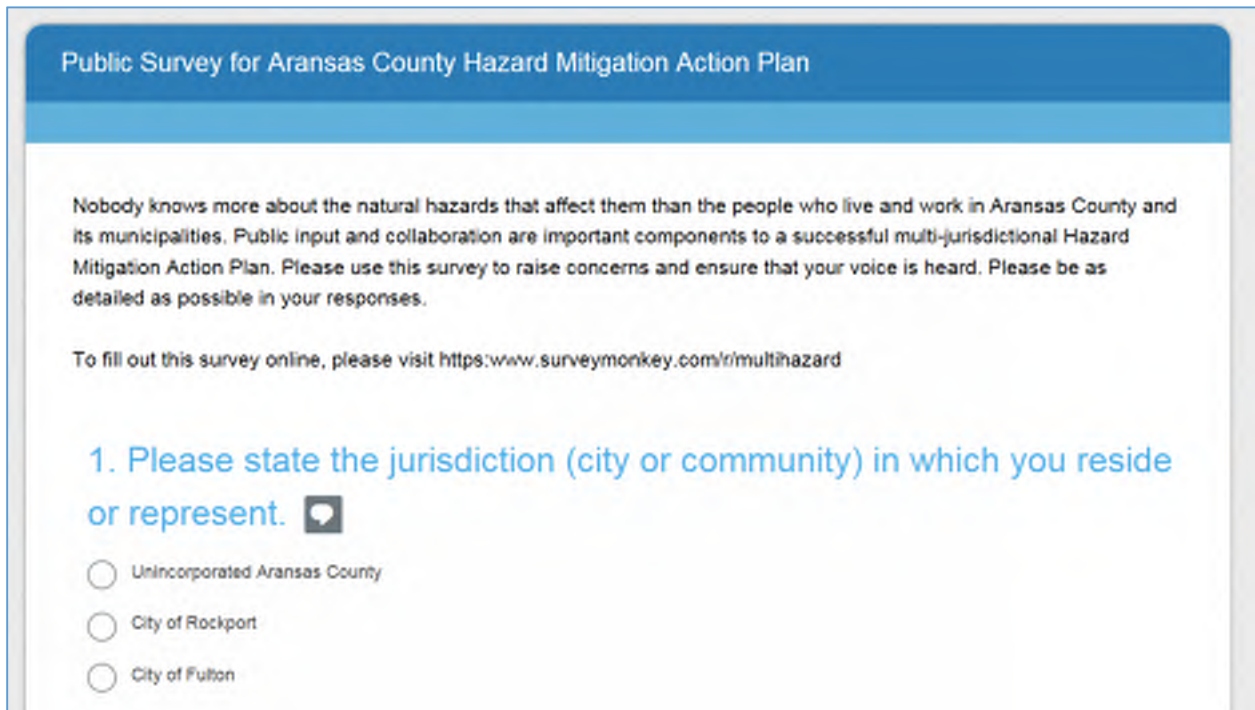 Public Survey for Aransas County Hazard Mitigation Action Plan
Nobody knows more about the natural hazards that affect them than the people who live and work in Aransas County and
its municipalities. Public input and collaboration are important components to a successful multi-jurisdictional Hazard
Mitigation Action Plan. Please use this survey to raise concerns and ensure that your voice is heard. Please be as
detailed as possible in your responses.
To fill out this survey online, please visit https:www.surveymonkey.com/r/multihazard
1. Please state the jurisdiction (city or community) in which you reside
or represent.
Unincorporated Aransas County
City of Rockport
City of Fulton